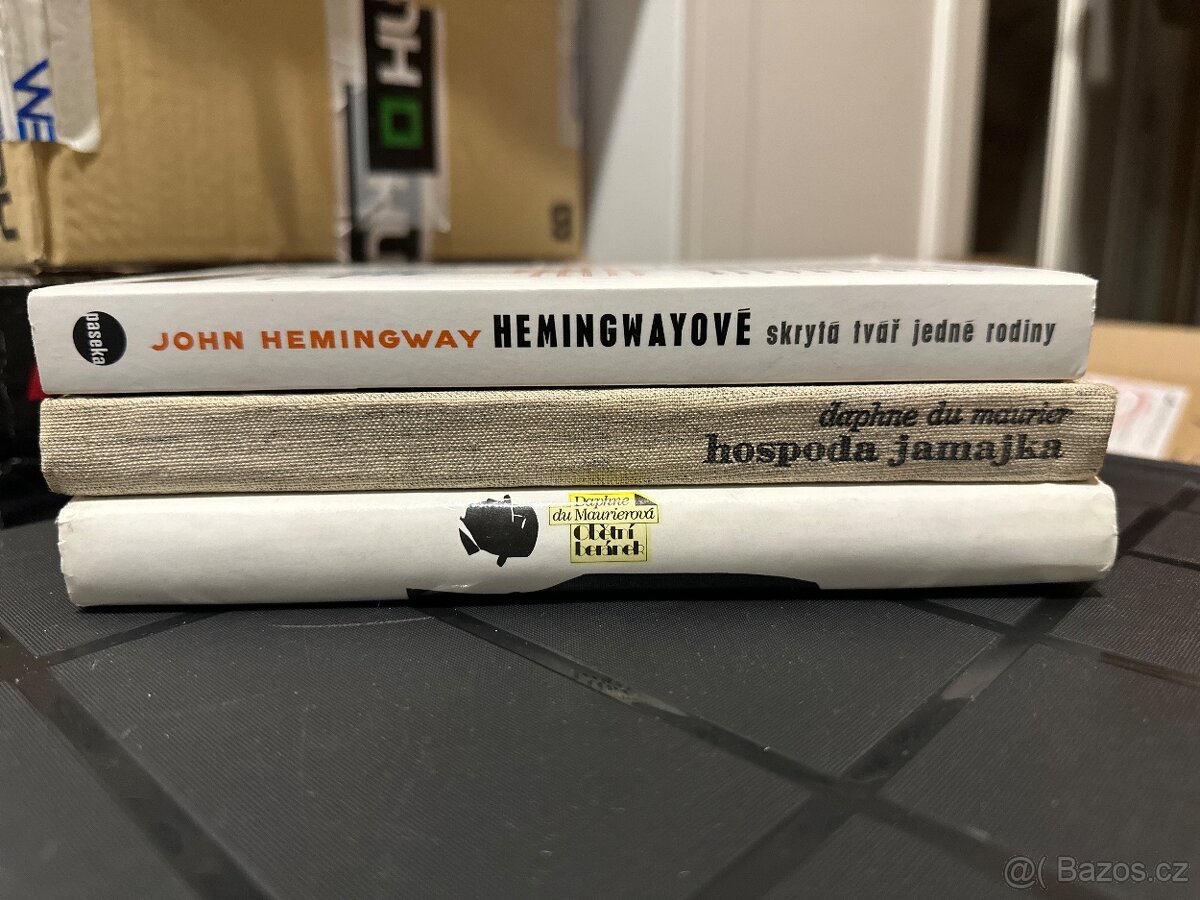 WE
paseka
JOHN HEMINGWAY HEMINGWAYOVÉ skrytá tvář jedné rodiny
daphne du maurier
hospoda jamajka
Daphne
du Maurierová
Obětní
beránek
@( Bazos.cz